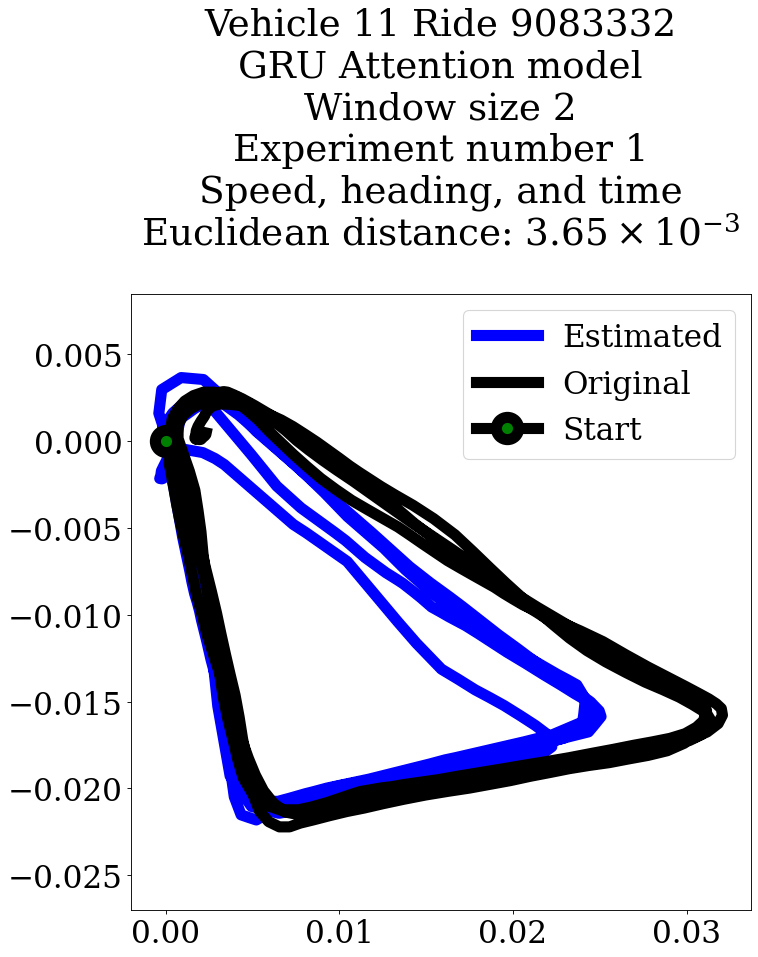 Vehicle 11 Ride 9083332
GRU Attention model
Window size 2
Experiment number 1
Speed, heading, and time
Euclidean distance: 3.65 × 10⁻³
Estimated
Original
Start
0.005
0.000
−0.005
−0.010
−0.015
−0.020
−0.025
0.00 0.01 0.02 0.03